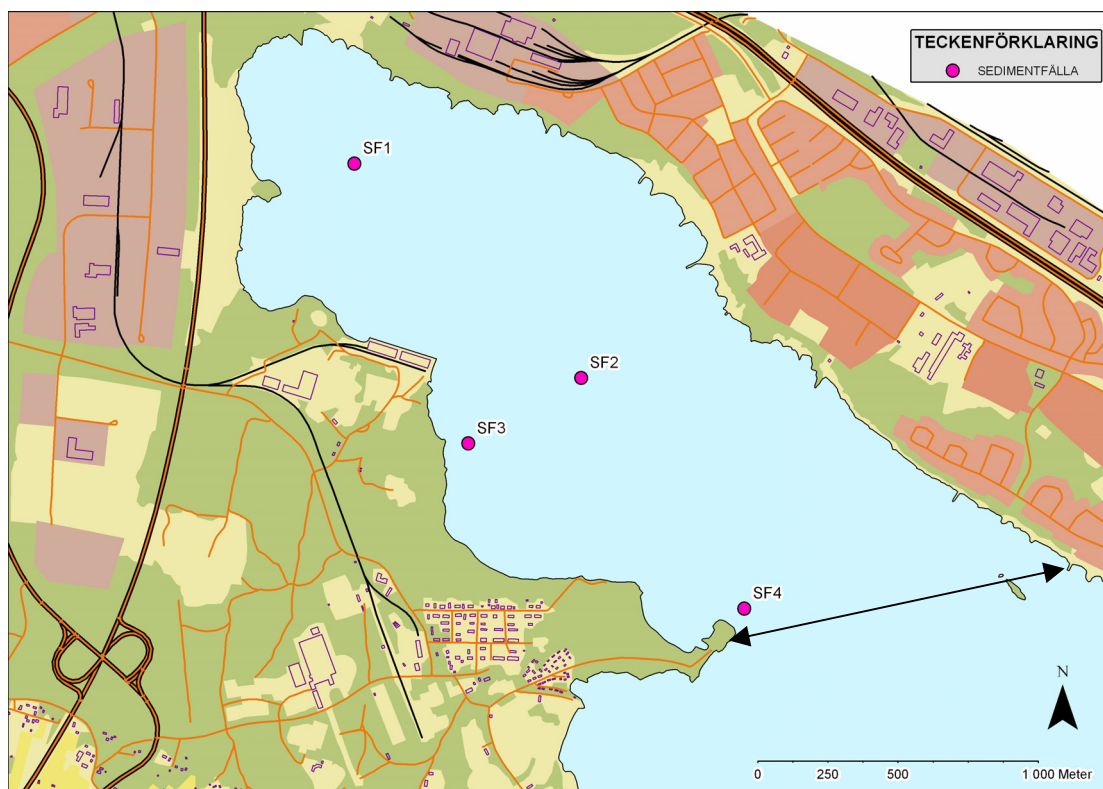 TECKENFÖRKLARING
SEDIMENTFÄLLA
SF1
SF2
SF3
SF4
N
0 250 500 1 000 Meter